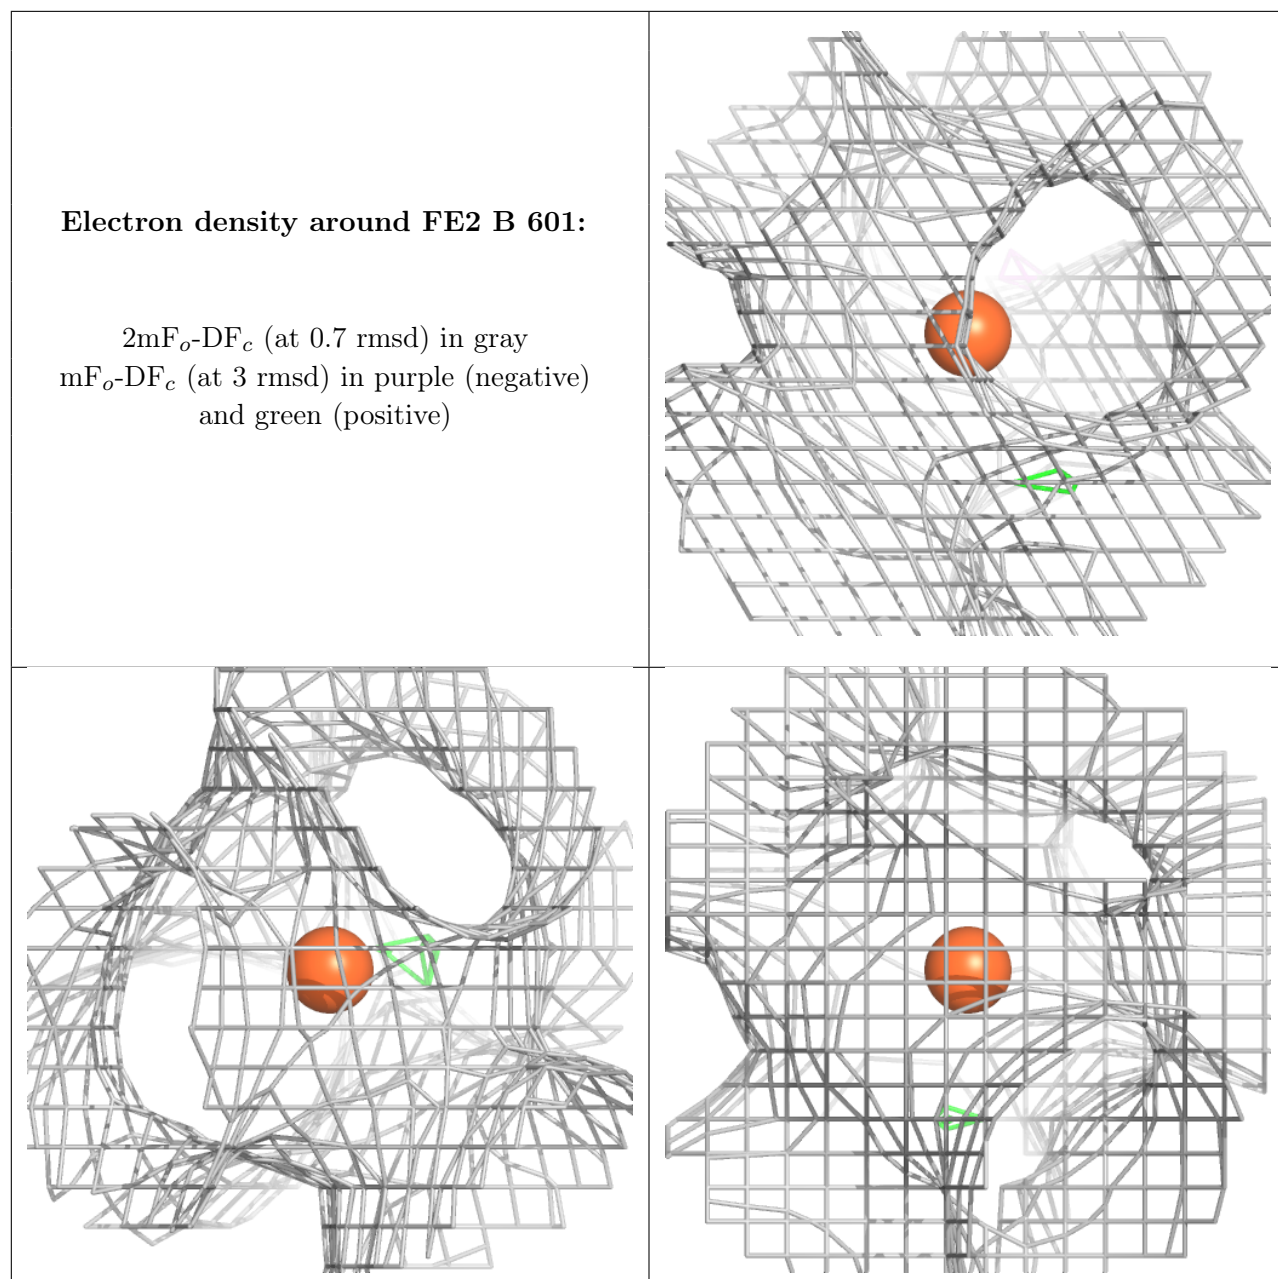 Electron density around FE2 B 601:
2mFo-DFc (at 0.7 rmsd) in gray
mFo-DFc (at 3 rmsd) in purple (negative)
and green (positive)